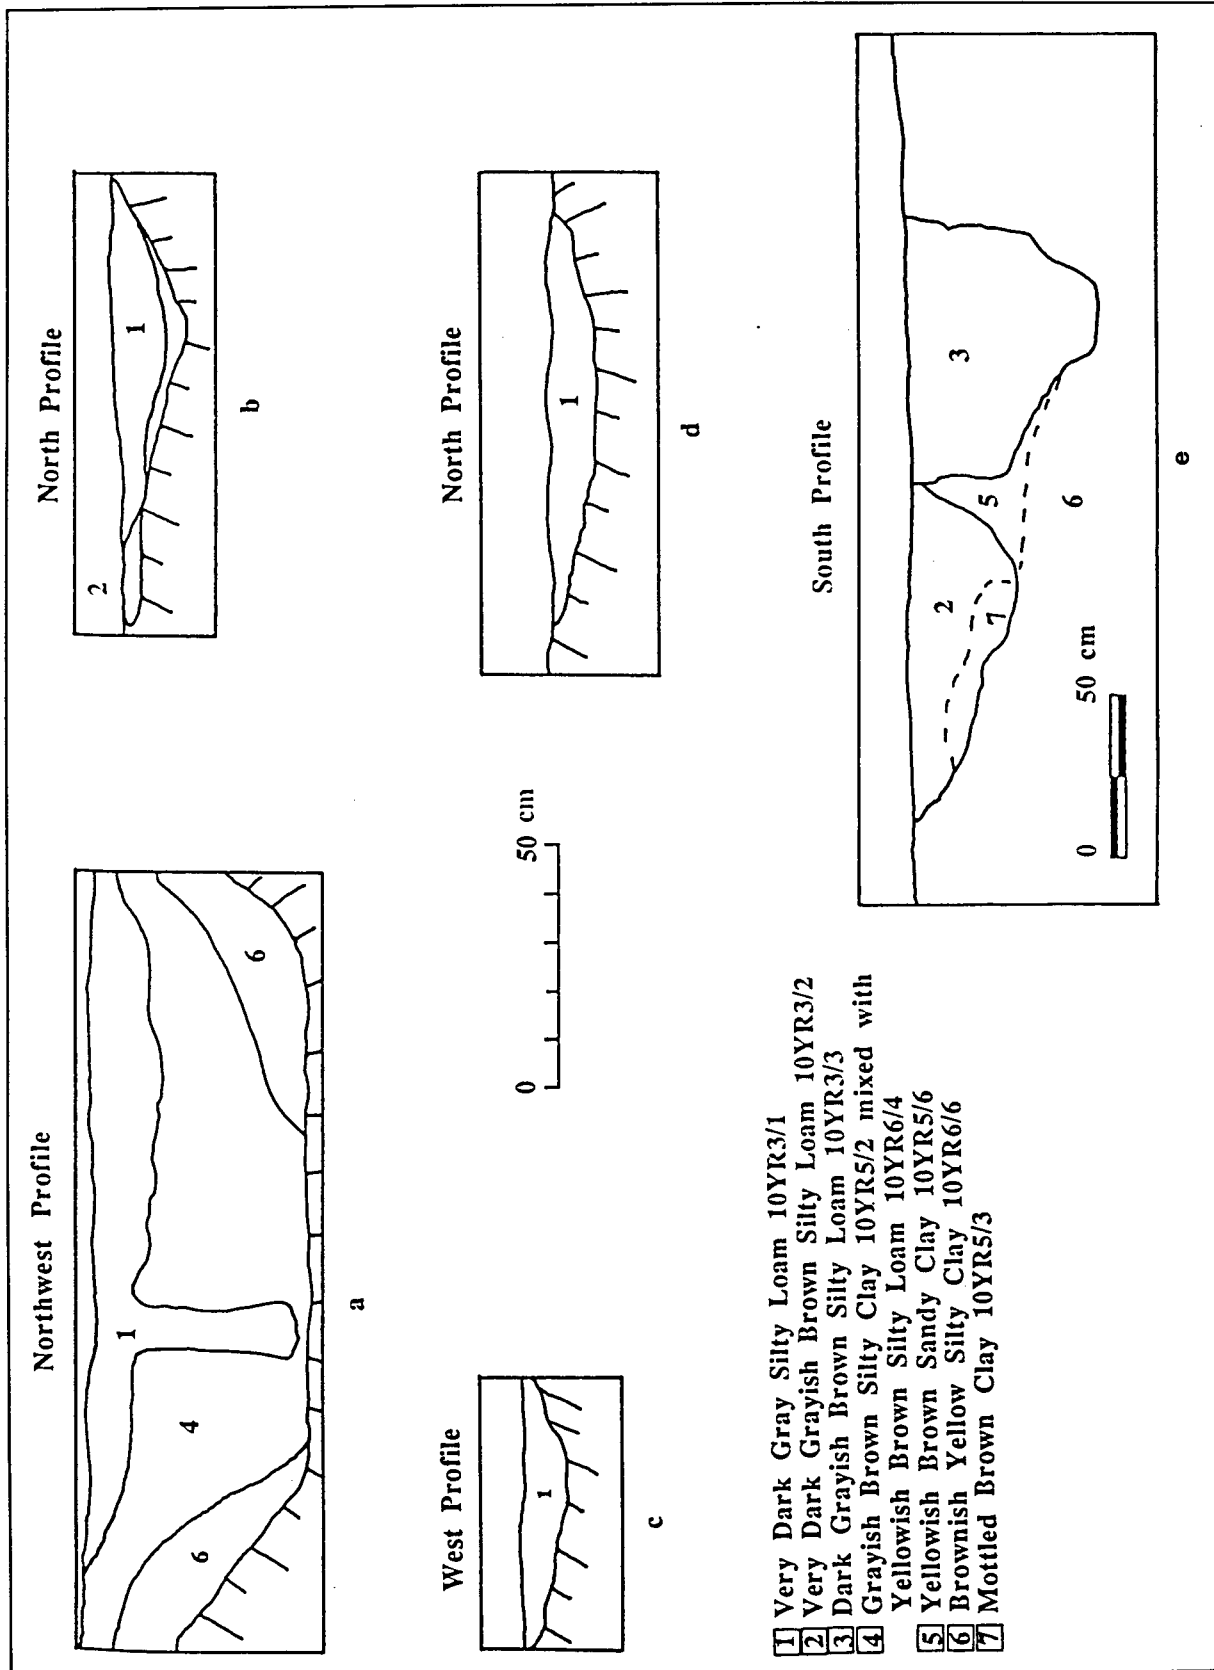 Northwest Profile
1
4
6
6
a
North Profile
2
1
b
West Profile
1
c
0 50 cm
North Profile
1
d
1 Very Dark Gray Silty Loam 10YR3/1
2 Very Dark Grayish Brown Silty Loam 10YR3/2
3 Dark Grayish Brown Silty Loam 10YR3/3
4 Grayish Brown Silty Clay 10YR5/2 mixed with
Yellowish Brown Silty Loam 10YR6/4
5 Yellowish Brown Sandy Clay 10YR5/6
6 Brownish Yellow Silty Clay 10YR6/6
7 Mottled Brown Clay 10YR5/3
South Profile
2
3
7
5
6
0 50 cm
e